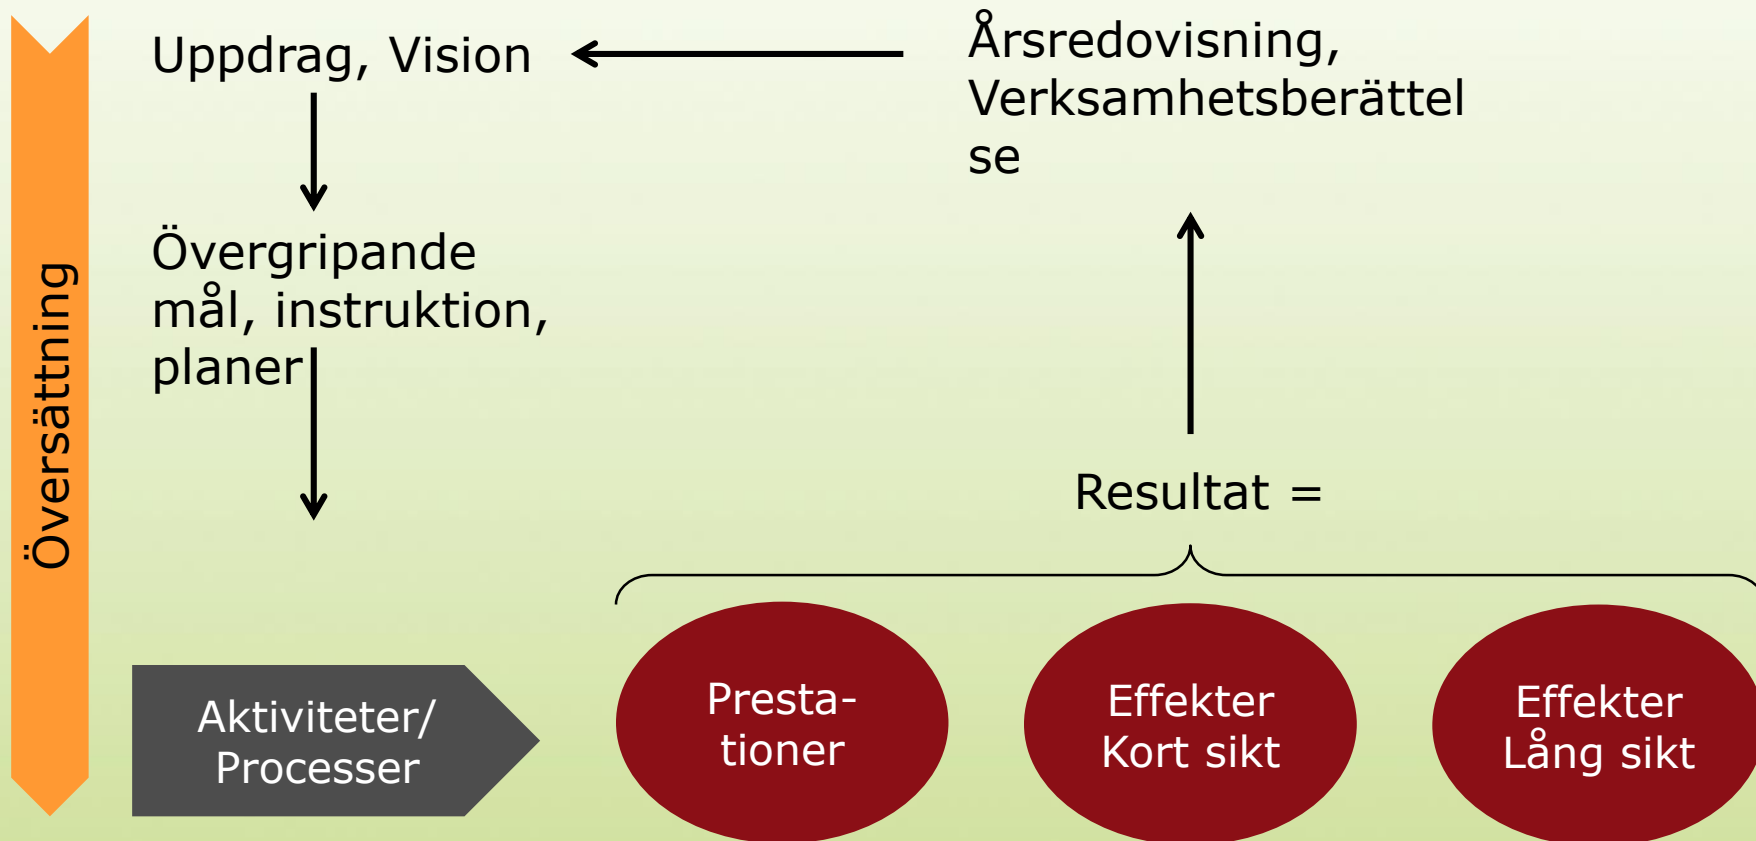 Översättning
Uppdrag, Vision
Årsredovisning,
Verksamhetsberättel
se
Övergripande
mål, instruktion,
planer
Resultat =
Aktiviteter/
Processer
Presta-
tioner
Effekter
Kort sikt
Effekter
Lång sikt